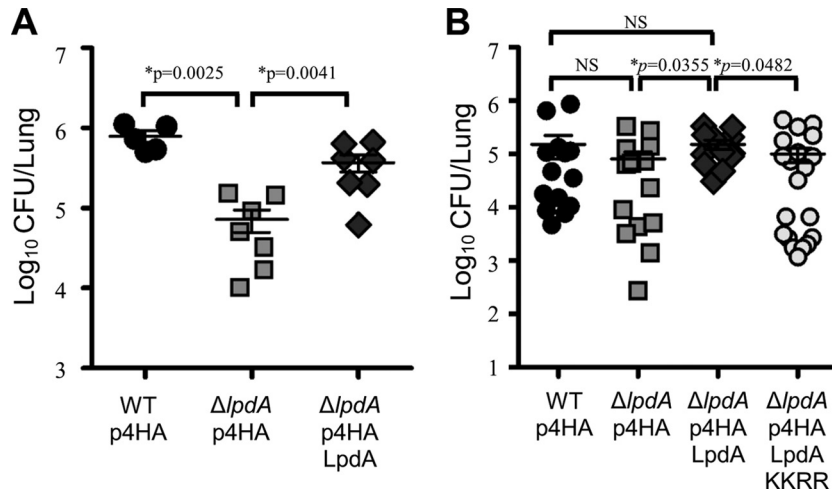 A
Log10 CFU/Lung
7
6
5
4
3
*p=0.0025
*p=0.0041
WT
p4HA
ΔlpdA
p4HA
ΔlpdA
p4HA
LpdA
B
Log10 CFU/Lung
7
6
5
4
3
2
1
NS
NS
*p=0.0355
*p=0.0482
WT
p4HA
ΔlpdA
p4HA
ΔlpdA
p4HA
LpdA
ΔlpdA
p4HA
LpdA
KKRR